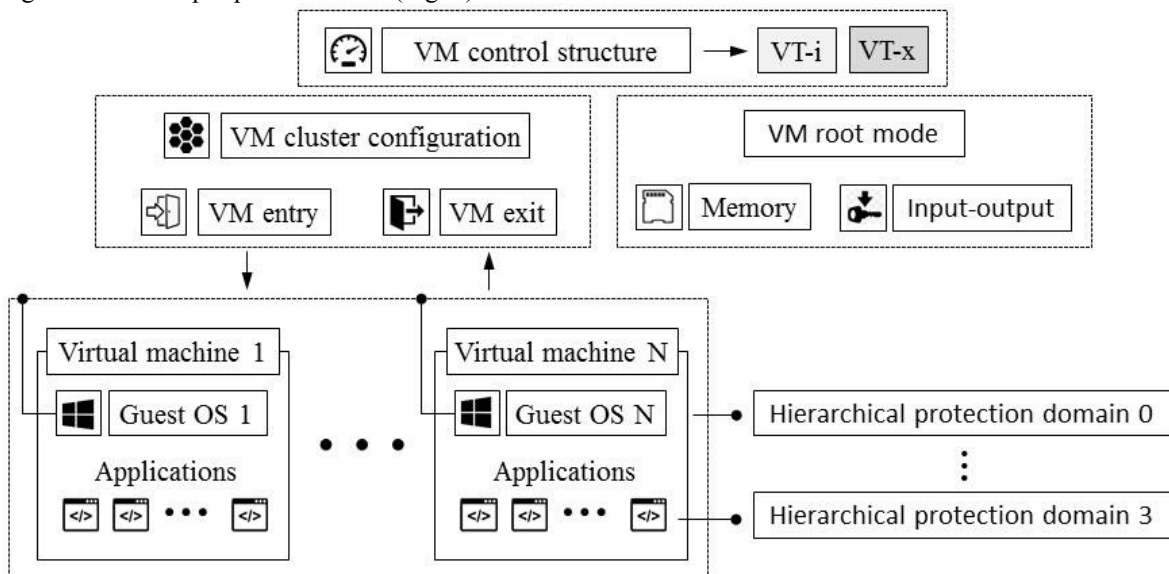 VM control structure VT-i VT-x
VM cluster configuration
VM root mode
VM entry VM exit
Memory Input-output
Virtual machine 1 Virtual machine N
Guest OS 1 Guest OS N
Hierarchical protection domain 0
Applications Applications
</> </> </> </> </> </>
Hierarchical protection domain 3